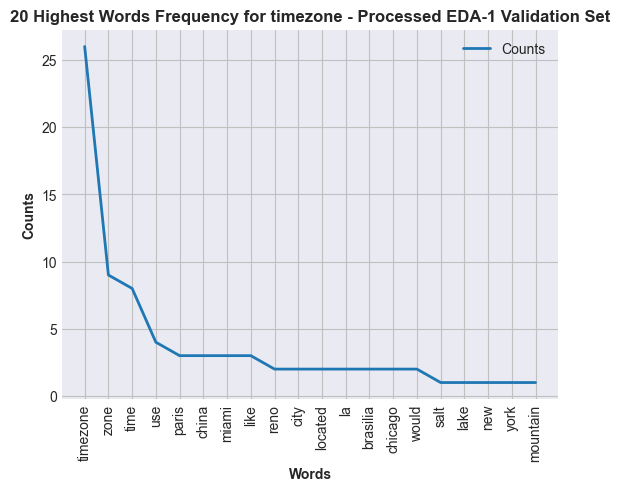 20 Highest Words Frequency for timezone - Processed EDA-1 Validation Set
Counts
25
20
15
10
5
0
Counts
timezone
zone
time
use
paris
china
miami
like
reno
city
located
la
brasilia
chicago
would
salt
lake
new
york
mountain
Words